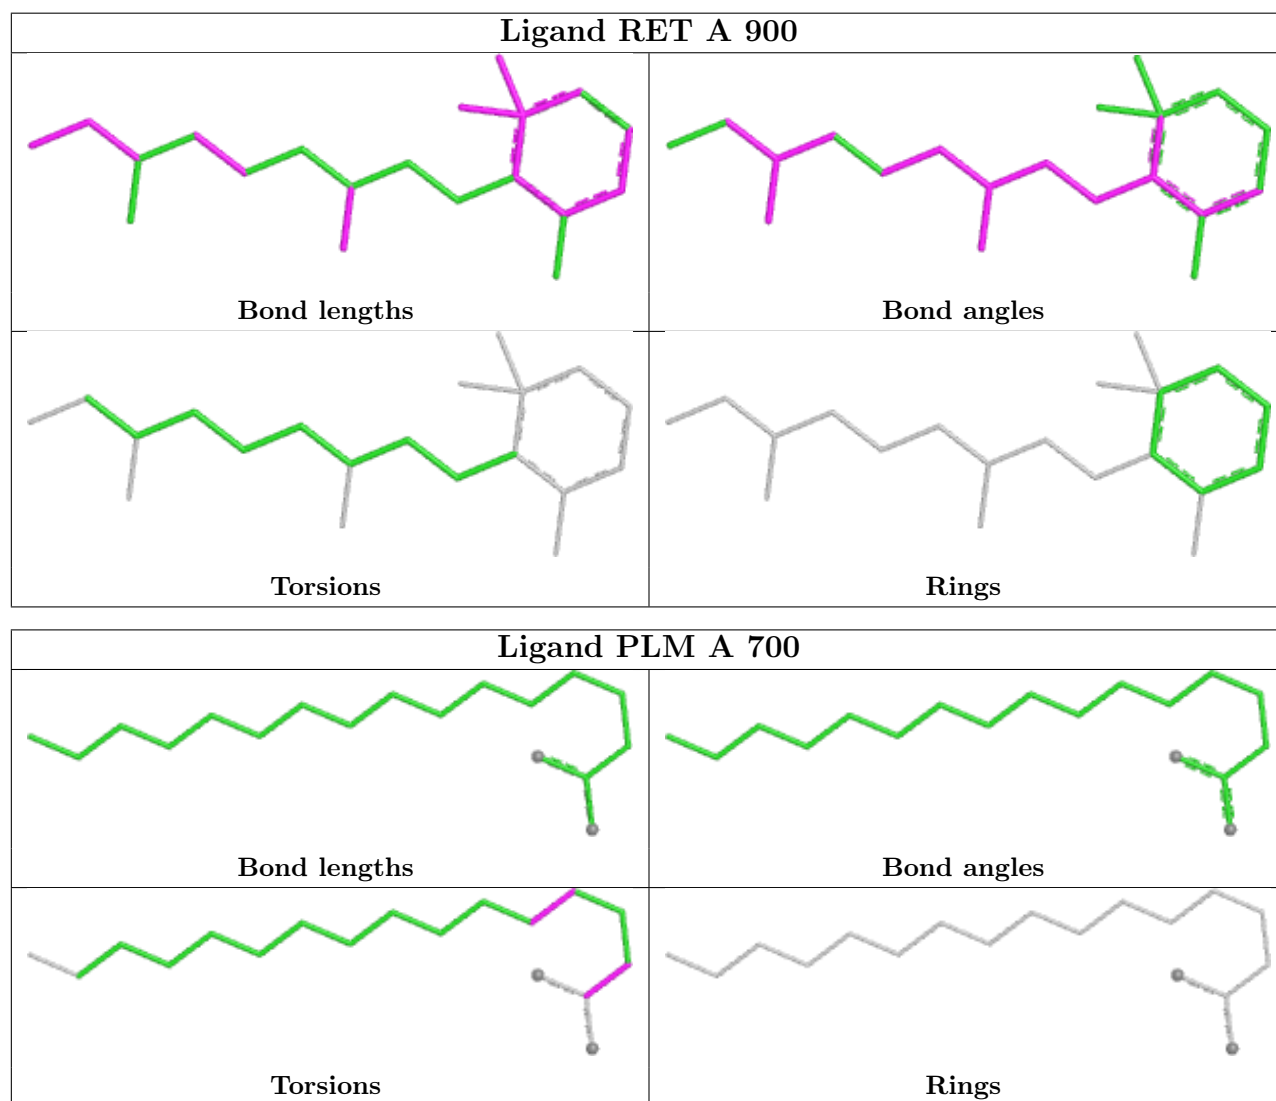 Ligand RET A 900
Bond lengths
Bond angles
Torsions
Rings
Ligand PLM A 700
Bond lengths
Bond angles
Torsions
Rings